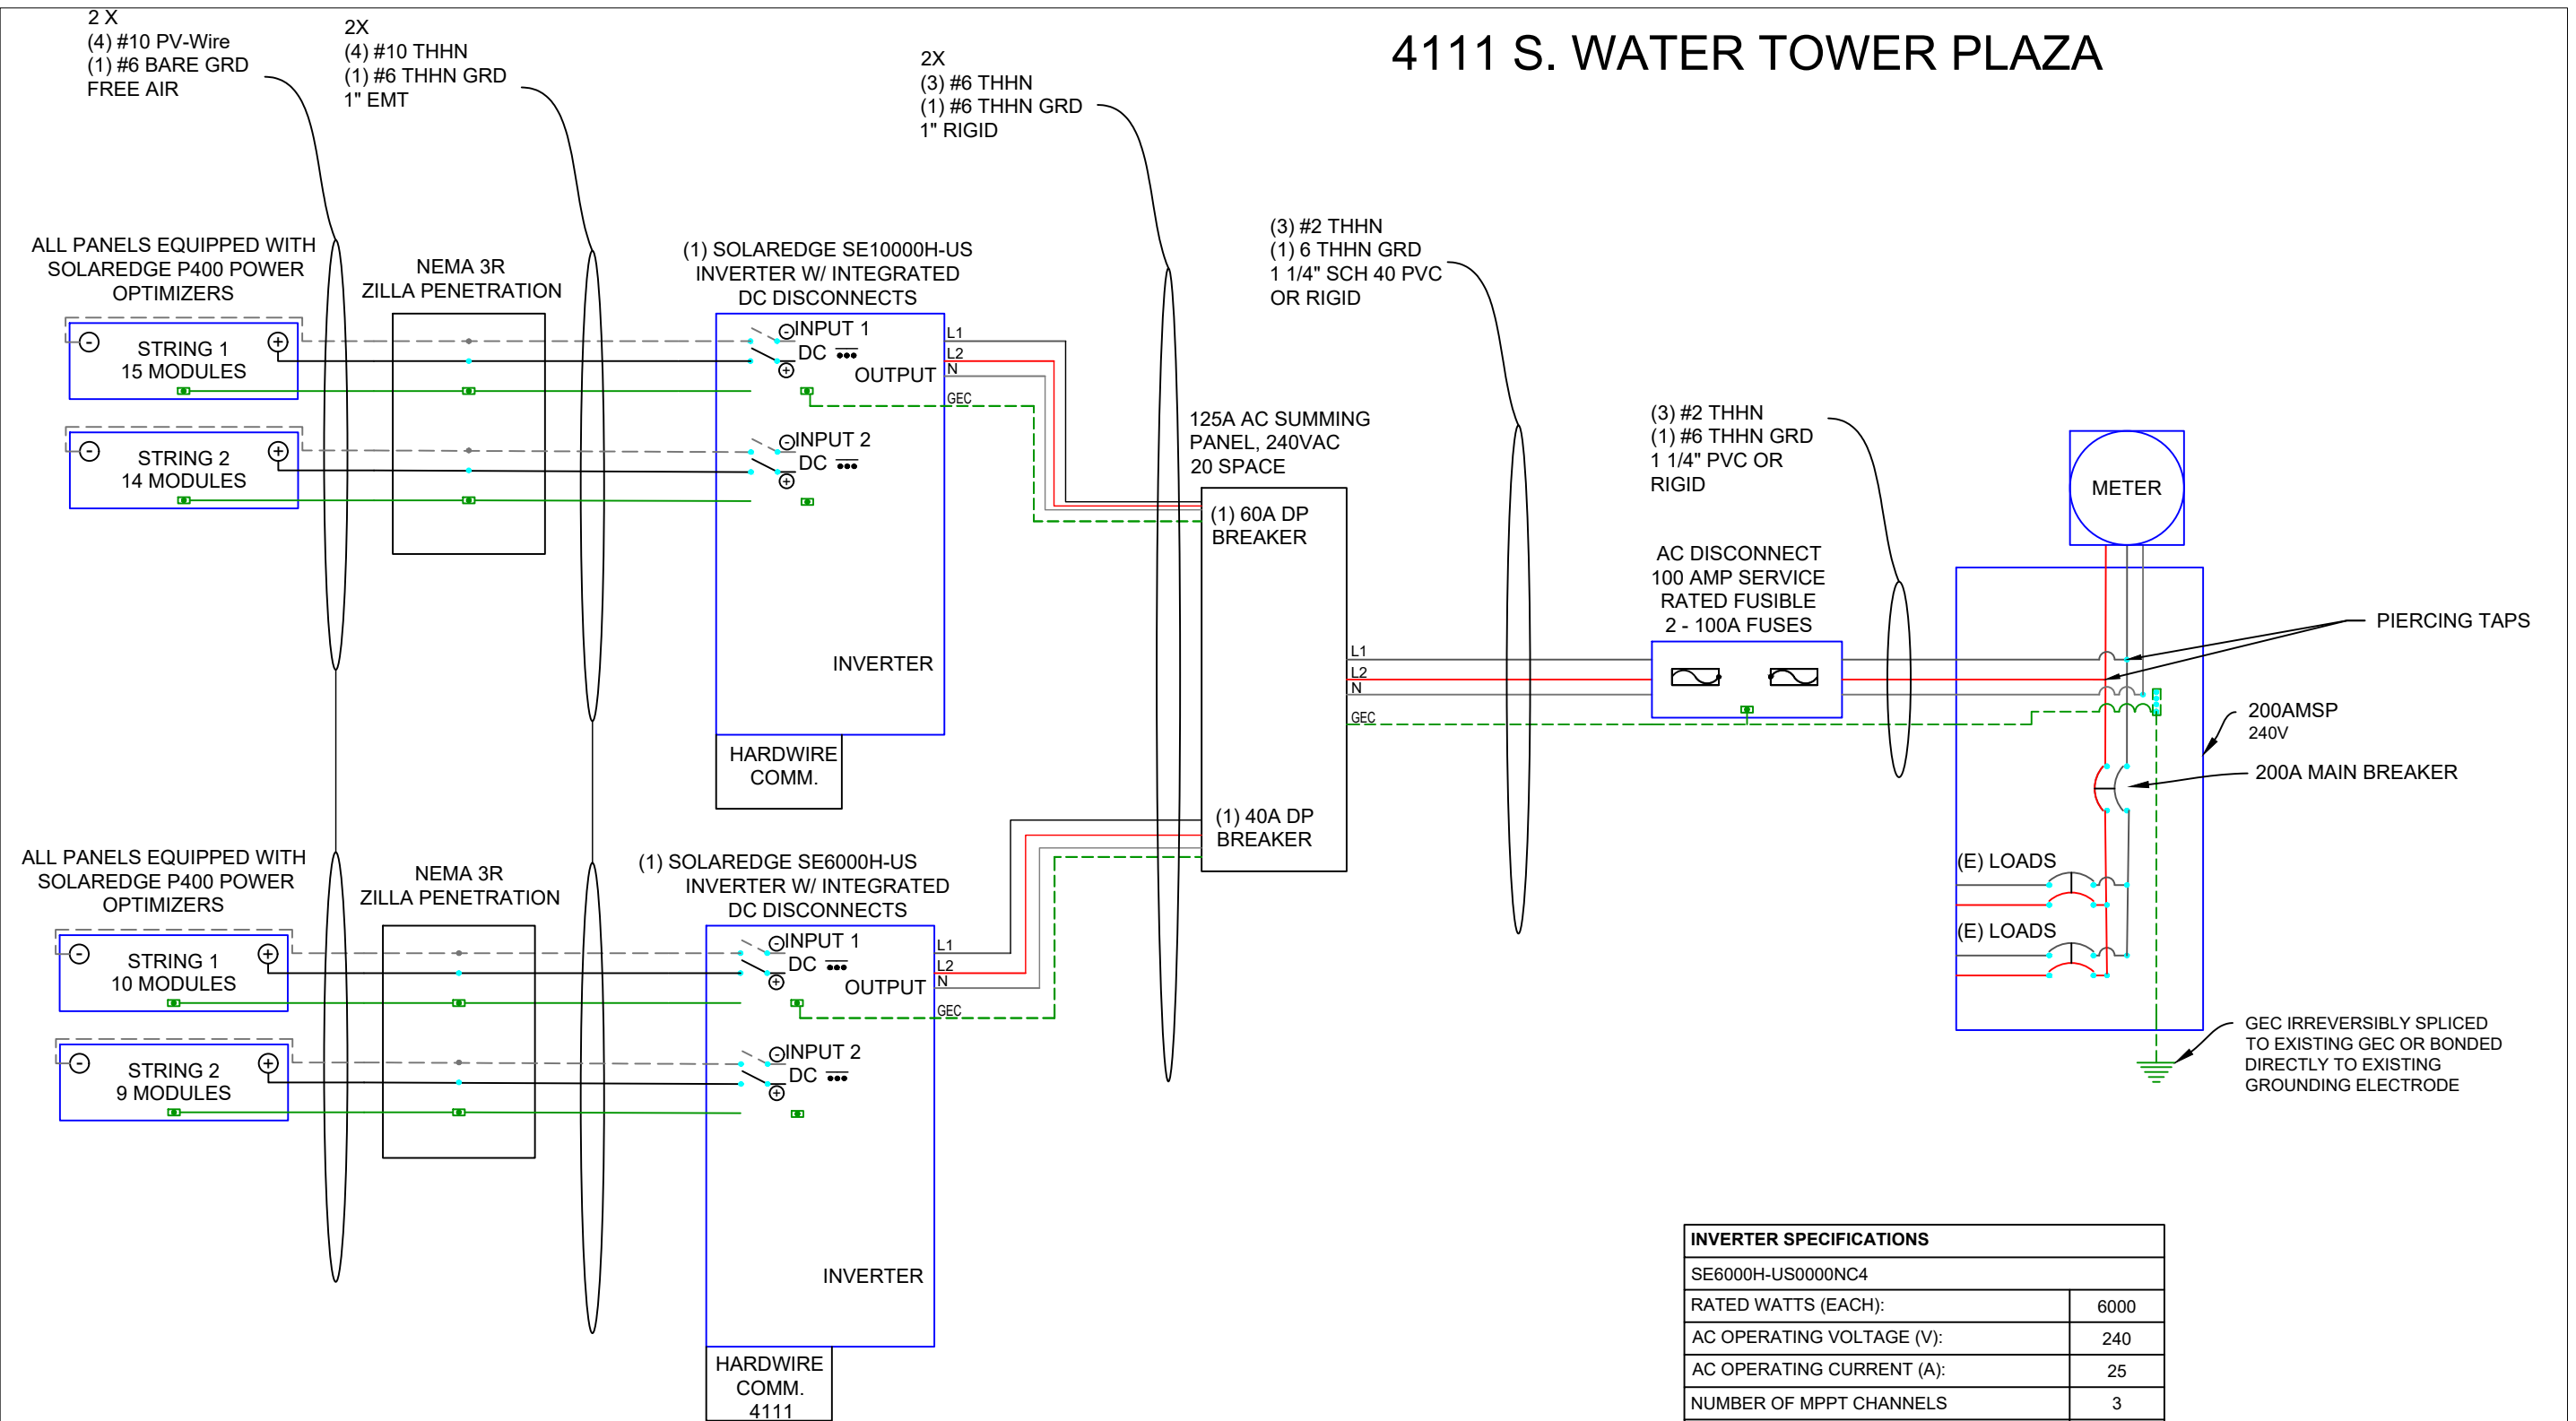 2 X
(4) #10 PV-Wire
(1) #6 BARE GRD
FREE AIR
2X
(4) #10 THHN
(1) #6 THHN GRD
1" EMT
2X
(3) #6 THHN
(1) #6 THHN GRD
1" RIGID
4111 S. WATER TOWER PLAZA
(3) #2 THHN
(1) 6 THHN GRD
1 1/4" SCH 40 PVC
OR RIGID
ALL PANELS EQUIPPED WITH
SOLAREDGE P400 POWER
OPTIMIZERS
NEMA 3R
ZILLA PENETRATION
(1) SOLAREDGE SE10000H-US
INVERTER W/ INTEGRATED
DC DISCONNECTS
- STRING 1 +
15 MODULES
- STRING 2 +
14 MODULES
- INPUT 1
DC
+
OUTPUT
L1
L2
N
GEC
- INPUT 2
DC
+
INVERTER
HARDWIRE
COMM.
125A AC SUMMING
PANEL, 240VAC
20 SPACE
(1) 60A DP
BREAKER
(1) 40A DP
BREAKER
L1
L2
N
GEC
(3) #2 THHN
(1) #6 THHN GRD
1 1/4" PVC OR
RIGID
AC DISCONNECT
100 AMP SERVICE
RATED FUSIBLE
2 - 100A FUSES
METER
PIERCING TAPS
200AMSP
240V
200A MAIN BREAKER
(E) LOADS
(E) LOADS
GEC IRREVERSIBLY SPLICED
TO EXISTING GEC OR BONDED
DIRECTLY TO EXISTING
GROUNDING ELECTRODE
ALL PANELS EQUIPPED WITH
SOLAREDGE P400 POWER
OPTIMIZERS
NEMA 3R
ZILLA PENETRATION
(1) SOLAREDGE SE6000H-US
INVERTER W/ INTEGRATED
DC DISCONNECTS
- STRING 1 +
10 MODULES
- STRING 2 +
9 MODULES
- INPUT 1
DC
+
OUTPUT
L1
L2
N
GEC
- INPUT 2
DC
+
INVERTER
HARDWIRE
COMM.
4111
INVERTER SPECIFICATIONS
SE6000H-US0000NC4
RATED WATTS (EACH): 6000
AC OPERATING VOLTAGE (V): 240
AC OPERATING CURRENT (A): 25
NUMBER OF MPPT CHANNELS 3